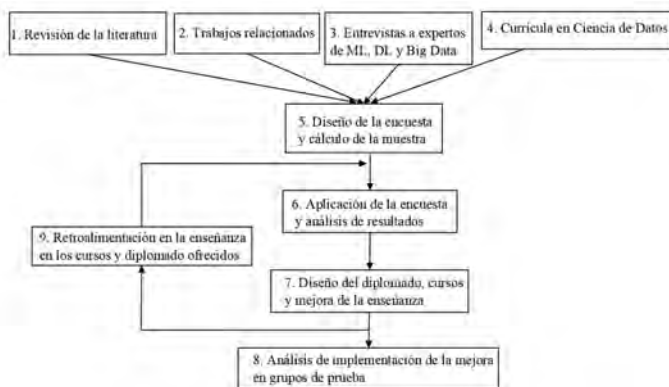 1. Revisión de la literatura
2. Trabajos relacionados
3. Entrevistas a expertos
de ML, DL y Big Data
4. Currícula en Ciencia de Datos
5. Diseño de la encuesta
y cálculo de la muestra
6. Aplicación de la encuesta
y análisis de resultados
9. Retroalimentación en la enseñanza
en los cursos y diplomado ofrecidos
7. Diseño del diplomado, cursos
y mejora de la enseñanza
8. Análisis de implementación de la mejora
en grupos de prueba